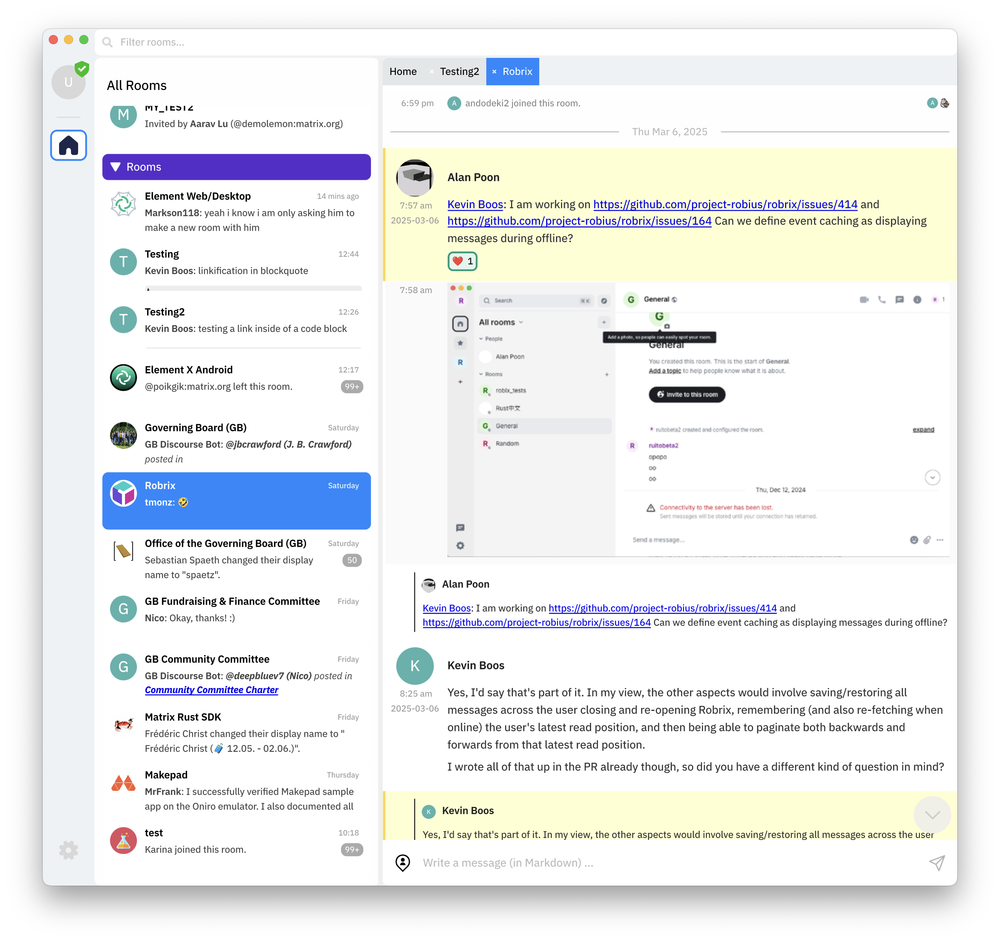 Filter rooms...
U
All Rooms
M
MY_TEST2
Invited by Aarav Lu (@demolemon:matrix.org)
Rooms
Element Web/Desktop
14 mins ago
Markson118: yeah i know i am only asking him to
make a new room with him
T
Testing
12:44
Kevin Boos: linkification in blockquote
T
Testing2
12:26
Kevin Boos: testing a link inside of a code block
Element X Android
12:17
@poikgik:matrix.org left this room.
99+
Governing Board (GB)
Saturday
GB Discourse Bot: @jbcrawford (J. B. Crawford)
posted in
Robrix
Saturday
tmonz: 🤣
Office of the Governing Board (GB)
Saturday
Sebastian Spaeth changed their display
name to "spaetz".
50
G
GB Fundraising & Finance Committee
Friday
Nico: Okay, thanks! :)
G
GB Community Committee
Friday
GB Discourse Bot: @deepbluev7 (Nico) posted in
Community Committee Charter
Matrix Rust SDK
Friday
Frédéric Christ changed their display name to "
Frédéric Christ (🧳 12.05. - 02.06.)".
Makepad
Thursday
MrFrank: I successfully verified Makepad sample
app on the Oniro emulator. I also documented all
test
10:18
Karina joined this room.
99+
Home
× Testing2
× Robrix
6:59 pm
A
andodeki2 joined this room.
A
Thu Mar 6, 2025
Alan Poon
7:57 am
2025-03-06
Kevin Boos: I am working on https://github.com/project-robius/robrix/issues/414 and
https://github.com/project-robius/robrix/issues/164 Can we define event caching as displaying
messages during offline?
❤️ 1
7:58 am
R
Search
⌘K
All rooms
+
People
Alan Poon
R
+
Rooms
+
R robix_tests
Rust中文
G General
R Random
G General
R 1
G
Add a photo, so people can easily spot your room.
General
You created this room. This is the start of General.
Add a topic to help people know what it is about.
Invite to this room
ruitobeta2 created and configured the room.
expand
R
ruitobeta2
opopo
oo
oo
Thu, Dec 12, 2024
Connectivity to the server has been lost.
Sent messages will be stored until your connection has returned.
Send a message...
Alan Poon
Kevin Boos: I am working on https://github.com/project-robius/robrix/issues/414 and
https://github.com/project-robius/robrix/issues/164 Can we define event caching as displaying messages during offline?
K
Kevin Boos
8:25 am
2025-03-06
Yes, I'd say that's part of it. In my view, the other aspects would involve saving/restoring all
messages across the user closing and re-opening Robrix, remembering (and also re-fetching when
online) the user's latest read position, and then being able to paginate both backwards and
forwards from that latest read position.
I wrote all of that up in the PR already though, so did you have a different kind of question in mind?
K
Kevin Boos
Yes, I'd say that's part of it. In my view, the other aspects would involve saving/restoring all messages across the user
Write a message (in Markdown) ...